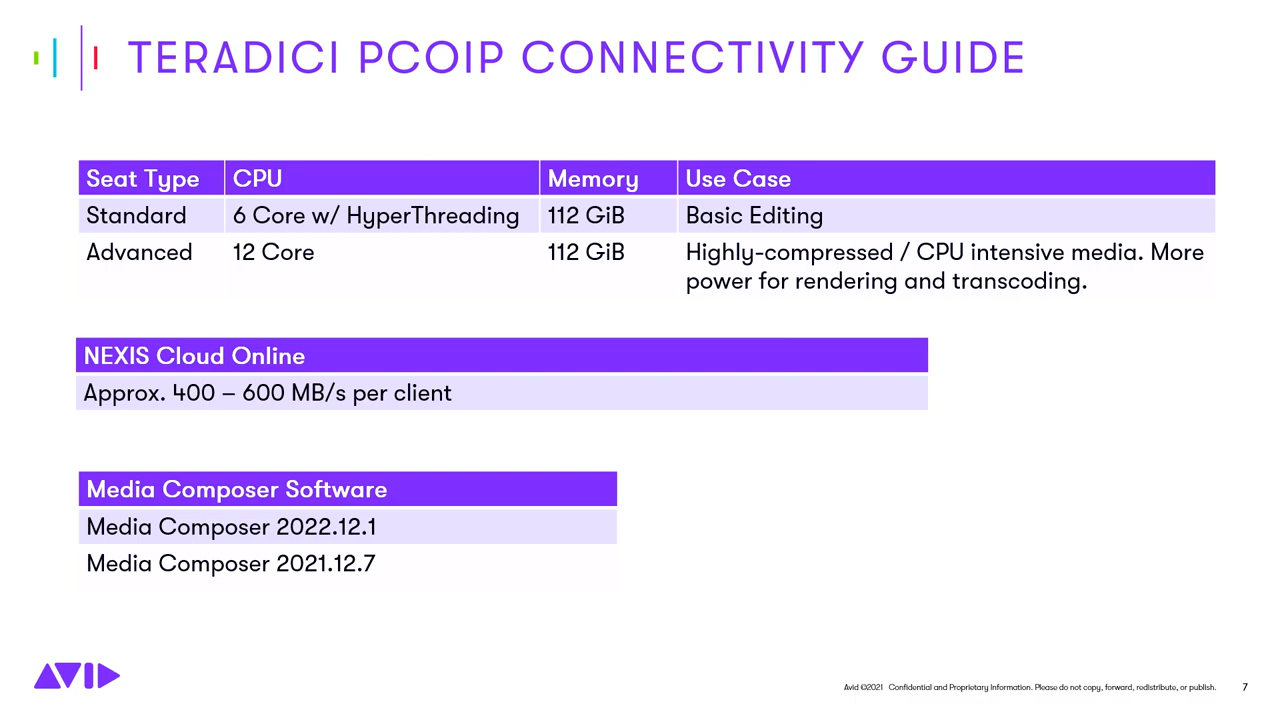 TERADICI PCOIP CONNECTIVITY GUIDE
Seat Type CPU Memory Use Case
Standard 6 Core w/ HyperThreading 112 GiB Basic Editing
Advanced 12 Core 112 GiB Highly-compressed / CPU intensive media. More
power for rendering and transcoding.
NEXIS Cloud Online
Approx. 400 – 600 MB/s per client
Media Composer Software
Media Composer 2022.12.1
Media Composer 2021.12.7
AVID
Avid ©2021 Confidential and Proprietary Information. Please do not copy, forward, redistribute, or publish. 7